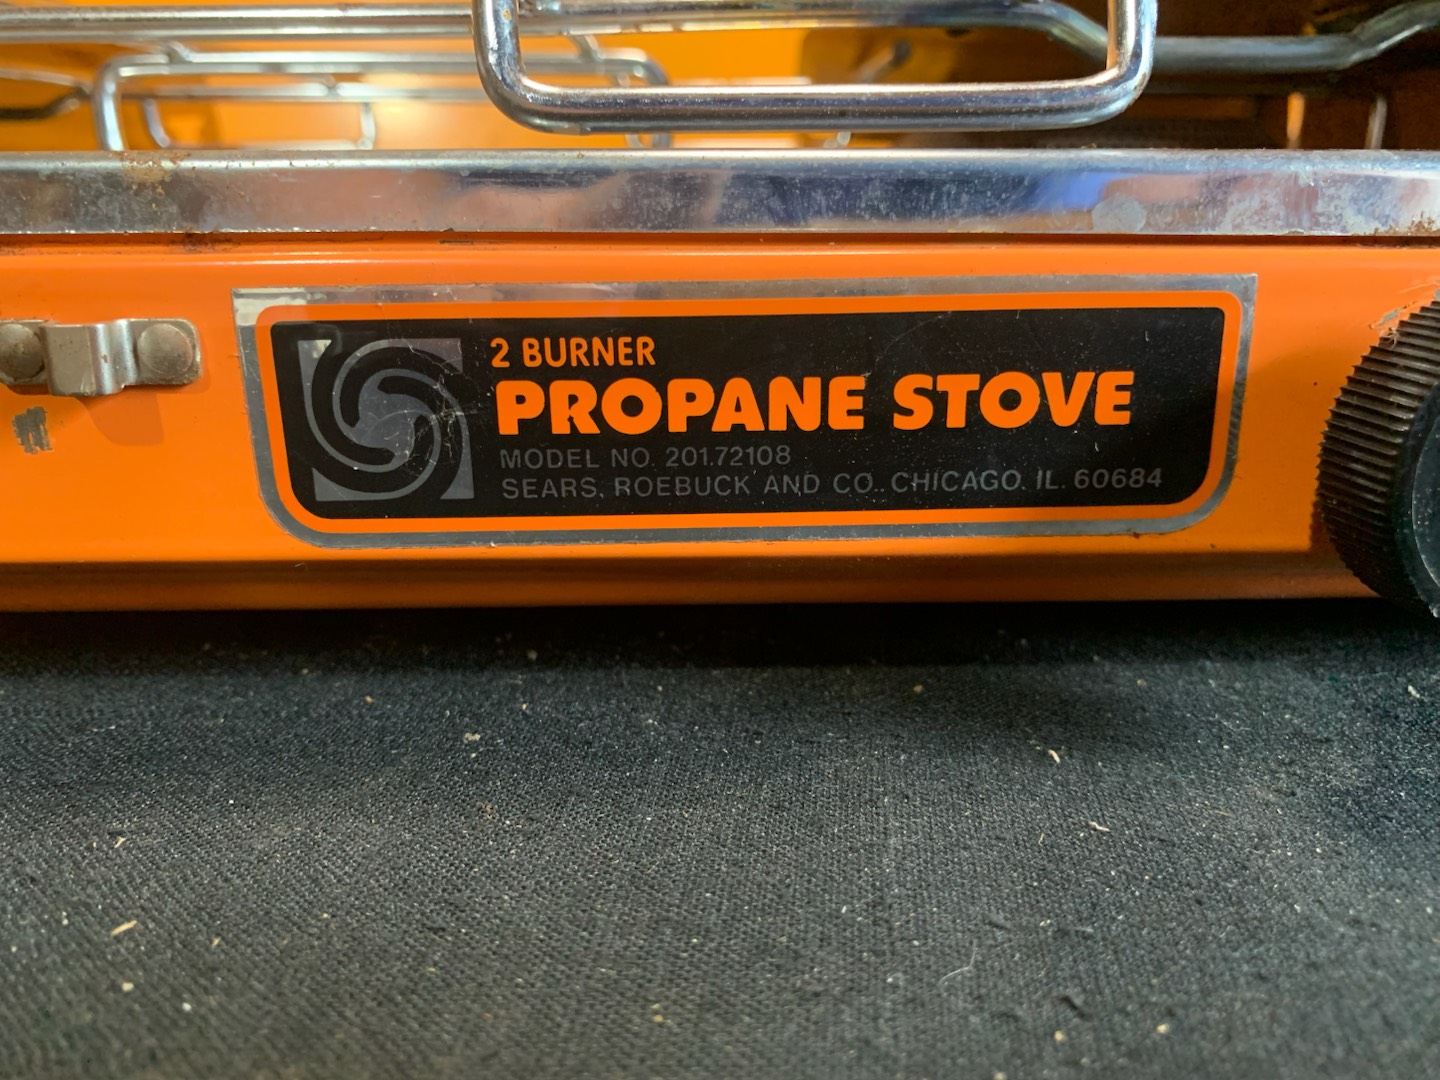 2 BURNER
PROPANE STOVE
MODEL NO. 201.72108
SEARS, ROEBUCK AND CO. CHICAGO, IL. 60684